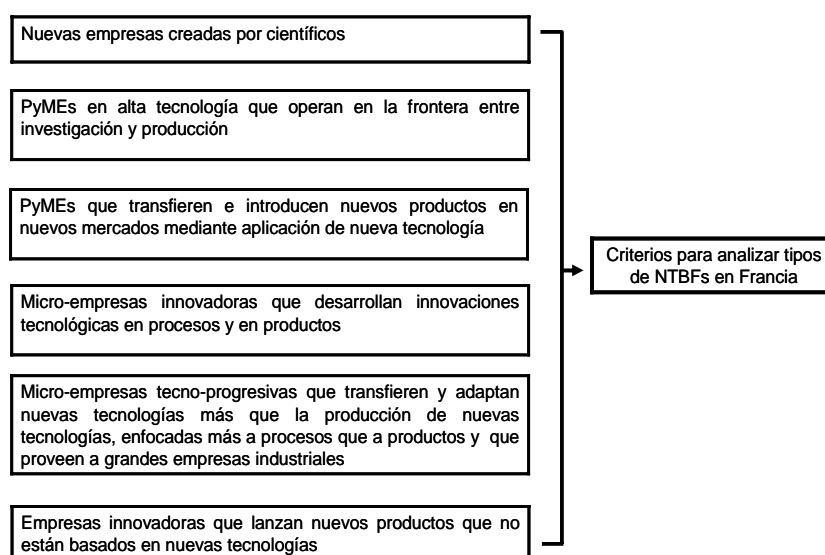 Nuevas empresas creadas por científicos
PyMEs en alta tecnología que operan en la frontera entre
investigación y producción
PyMEs que transfieren e introducen nuevos productos en
nuevos mercados mediante aplicación de nueva tecnología
Criterios para analizar tipos
de NTBFs en Francia
Micro-empresas innovadoras que desarrollan innovaciones
tecnológicas en procesos y en productos
Micro-empresas tecno-progresivas que transfieren y adaptan
nuevas tecnologías más que la producción de nuevas
tecnologías, enfocadas más a procesos que a productos y que
proveen a grandes empresas industriales
Empresas innovadoras que lanzan nuevos productos que no
están basados en nuevas tecnologías